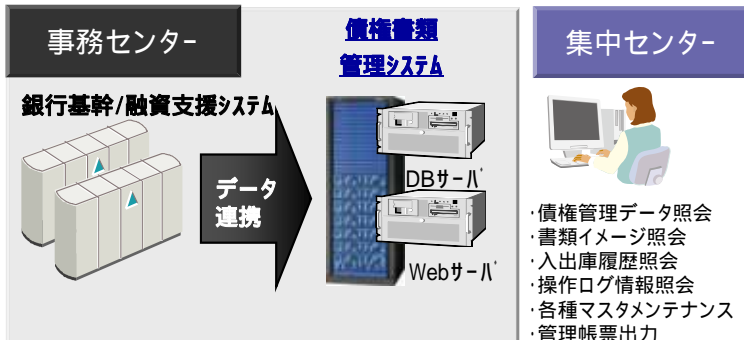 事務センター
債権書類
管理ｼｽﾃﾑ
集中センター
銀行基幹/融資支援ｼｽﾃﾑ
データ
連携
DBｻｰﾊﾞ
Webｻｰﾊﾞ
･債権管理データ照会
･書類イメージ照会
･入出庫履歴照会
･操作ログ情報照会
･各種マスタメンテナンス
･管理帳票出力